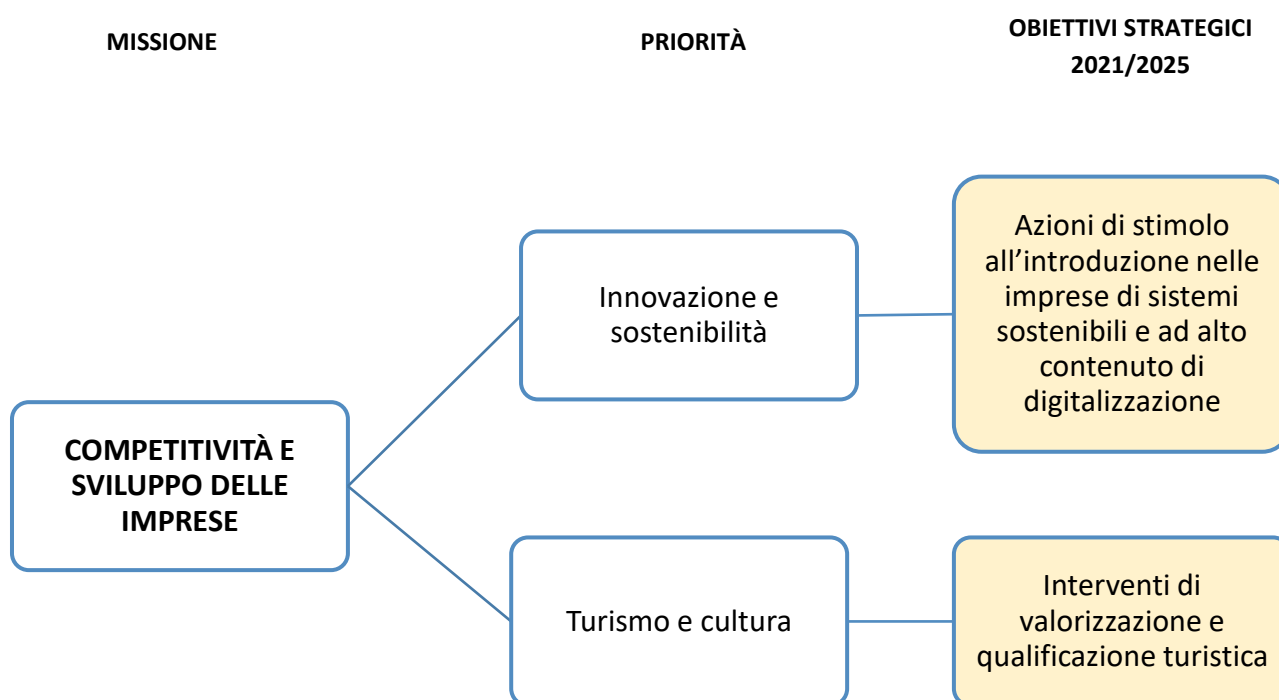 MISSIONE
PRIORITÀ
OBIETTIVI STRATEGICI
2021/2025
COMPETITIVITÀ E
SVILUPPO DELLE
IMPRESE
Innovazione e
sostenibilità
Azioni di stimolo
all’introduzione nelle
imprese di sistemi
sostenibili e ad alto
contenuto di
digitalizzazione
Turismo e cultura
Interventi di
valorizzazione e
qualificazione turistica